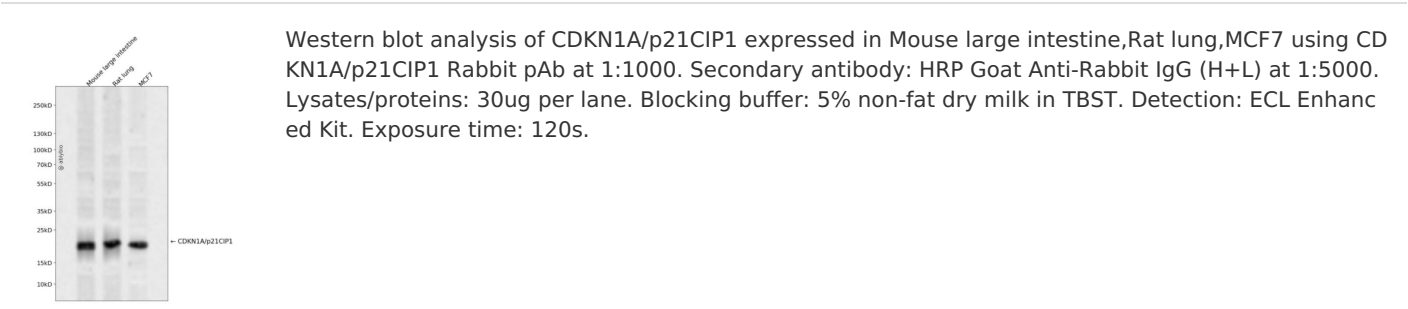 Mouse large intestine
Rat lung
MCF7
250kD
130kD
100kD
70kD
55kD
35kD
25kD
15kD
10kD
@ abybio
← CDKN1A/p21CIP1
Western blot analysis of CDKN1A/p21CIP1 expressed in Mouse large intestine,Rat lung,MCF7 using CD
KN1A/p21CIP1 Rabbit pAb at 1:1000. Secondary antibody: HRP Goat Anti-Rabbit IgG (H+L) at 1:5000.
Lysates/proteins: 30ug per lane. Blocking buffer: 5% non-fat dry milk in TBST. Detection: ECL Enhanc
ed Kit. Exposure time: 120s.